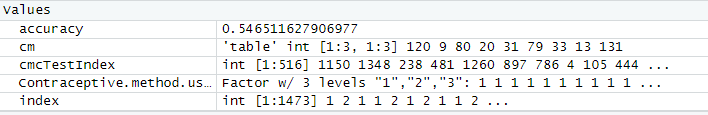 values
accuracy 0.546511627906977
cm 'table' int [1:3, 1:3] 120 9 80 20 31 79 33 13 131
cmcTestIndex int [1:516] 1150 1348 238 481 1260 897 786 4 105 444 ...
Contraceptive.method.us… Factor w/ 3 levels "1","2","3": 1 1 1 1 1 1 1 1 1 1 ...
index int [1:1473] 1 2 1 1 2 1 2 1 1 2 ...